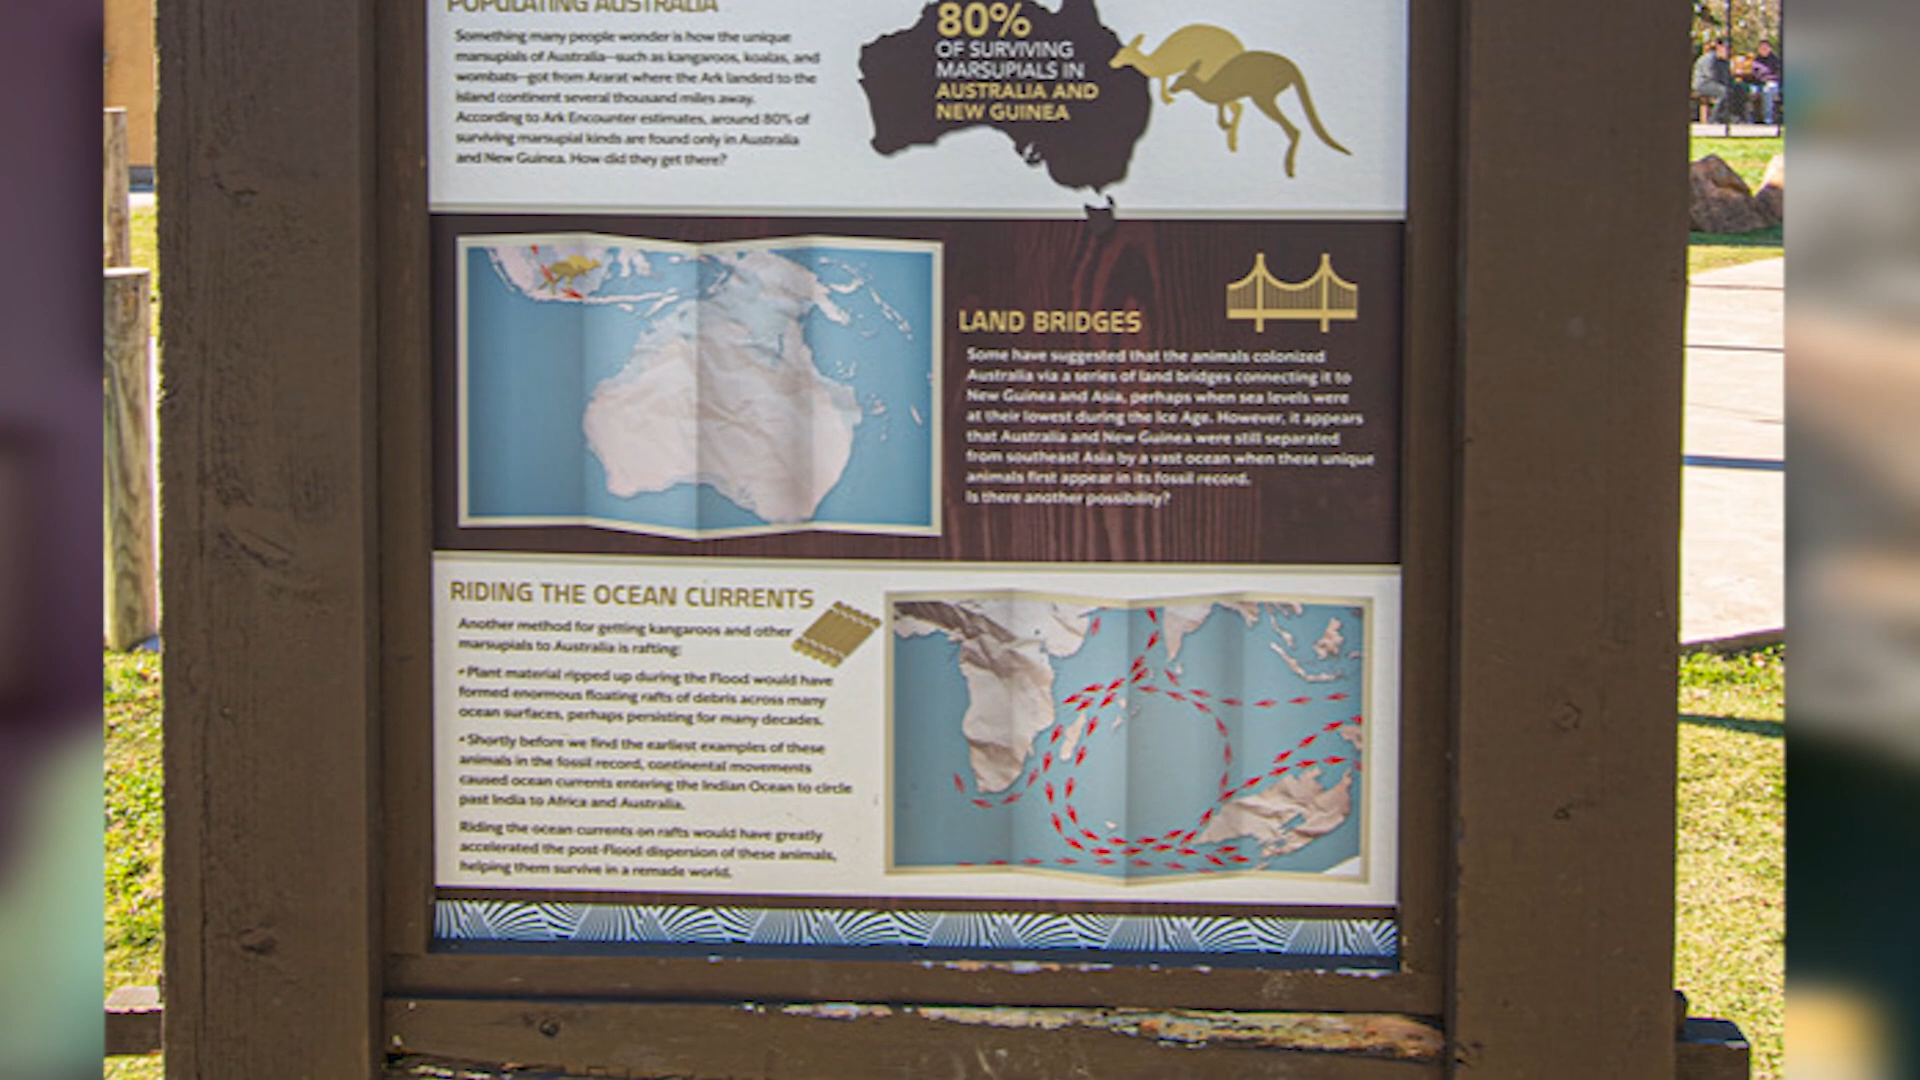 POPULATING AUSTRALIA
Something many people wonder is how the unique
marsupials of Australia—such as kangaroos, koalas, and
wombats—got from Ararat where the Ark landed to the
island continent several thousand miles away.
According to Ark Encounter estimates, around 80% of
surviving marsupial kinds are found only in Australia
and New Guinea. How did they get there?
80%
OF SURVIVING
MARSUPIALS IN
AUSTRALIA AND
NEW GUINEA
LAND BRIDGES
Some have suggested that the animals colonized
Australia via a series of land bridges connecting it to
New Guinea and Asia, perhaps when sea levels were
at their lowest during the Ice Age. However, it appears
that Australia and New Guinea were still separated
from southeast Asia by a vast ocean when these unique
animals first appear in its fossil record.
Is there another possibility?
RIDING THE OCEAN CURRENTS
Another method for getting kangaroos and other
marsupials to Australia is rafting:
•Plant material ripped up during the Flood would have
formed enormous floating rafts of debris across many
ocean surfaces, perhaps persisting for many decades.
•Shortly before we find the earliest examples of these
animals in the fossil record, continental movements
caused ocean currents entering the Indian Ocean to circle
past India to Africa and Australia.
Riding the ocean currents on rafts would have greatly
accelerated the post-Flood dispersion of these animals,
helping them survive in a remade world.